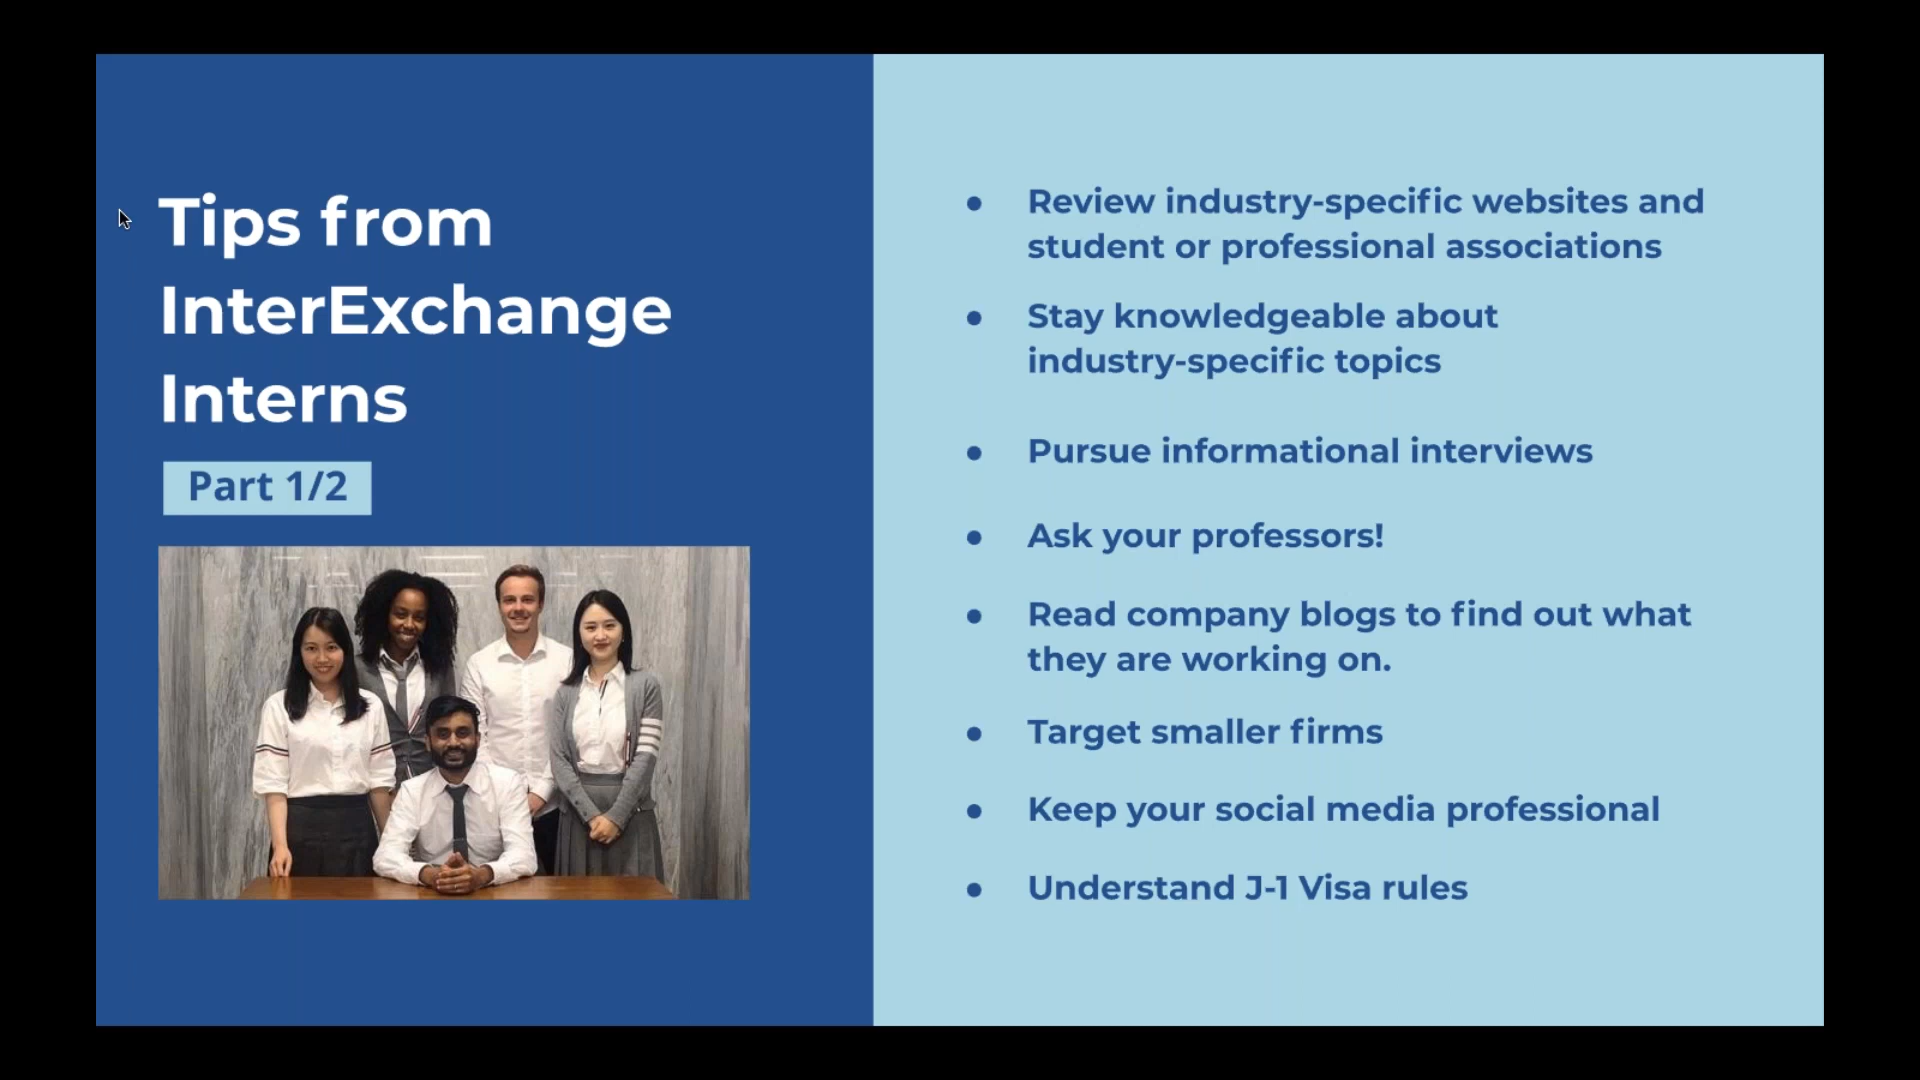 Tips from
InterExchange
Interns
Part 1/2
● Review industry-specific websites and
student or professional associations
● Stay knowledgeable about
industry-specific topics
● Pursue informational interviews
● Ask your professors!
● Read company blogs to find out what
they are working on.
● Target smaller firms
● Keep your social media professional
● Understand J-1 Visa rules